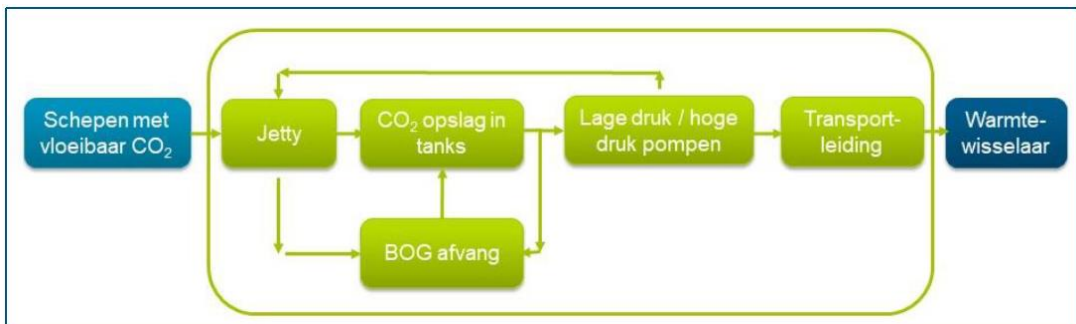 Schepen met
vloeibaar CO₂
Jetty
CO₂ opslag in
tanks
Lage druk / hoge
druk pompen
Transport-
leiding
Warmte-
wisselaar
BOG afvang